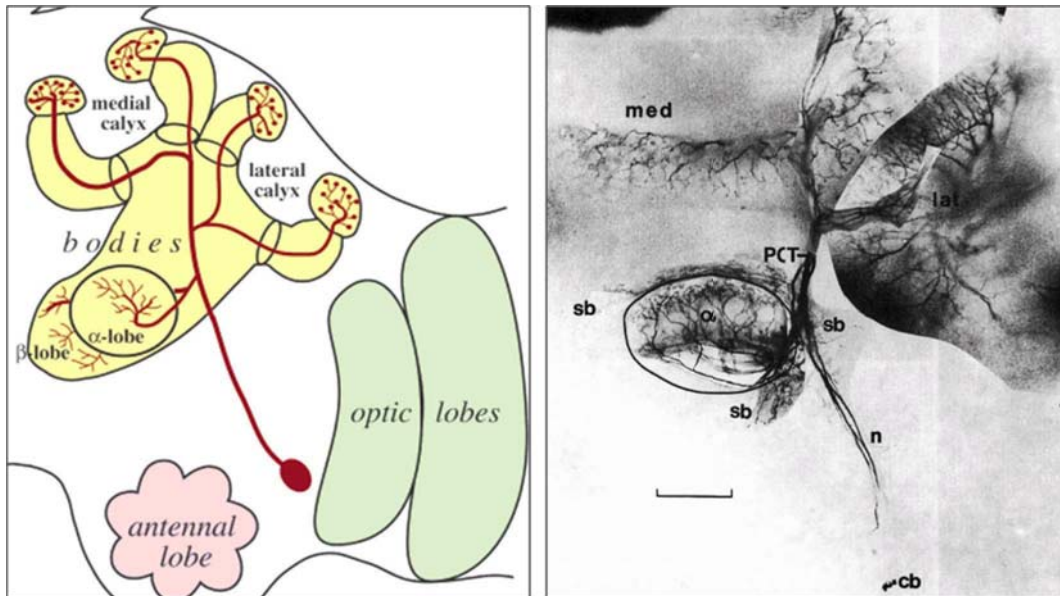 medial
calyx
lateral
calyx
bodies
α-lobe
β-lobe
optic lobes
antennal
lobe
med
lat
PCT
sb
α
sb
sb
n
cb